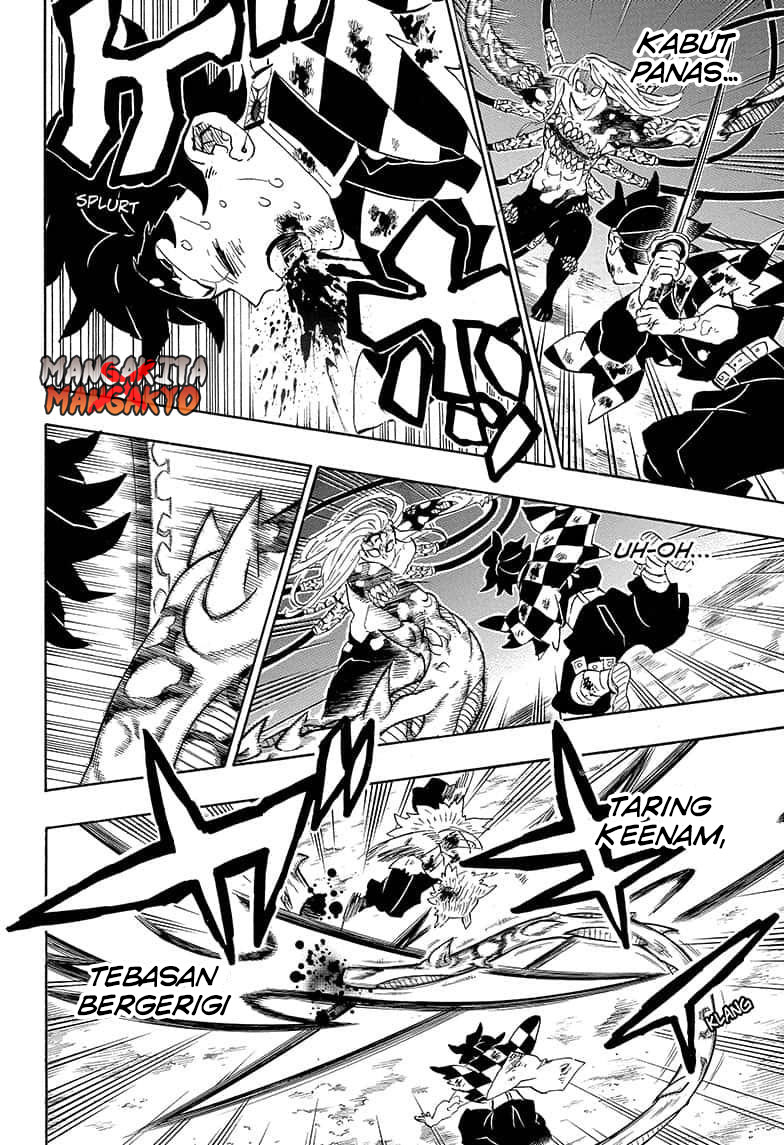 KABUT
PANAS...
SPLURT
MANGAKITA
MANGAKYO
UH-OH...
TARING
KEENAM,
TEBASAN
BERGERIGI
KLANG